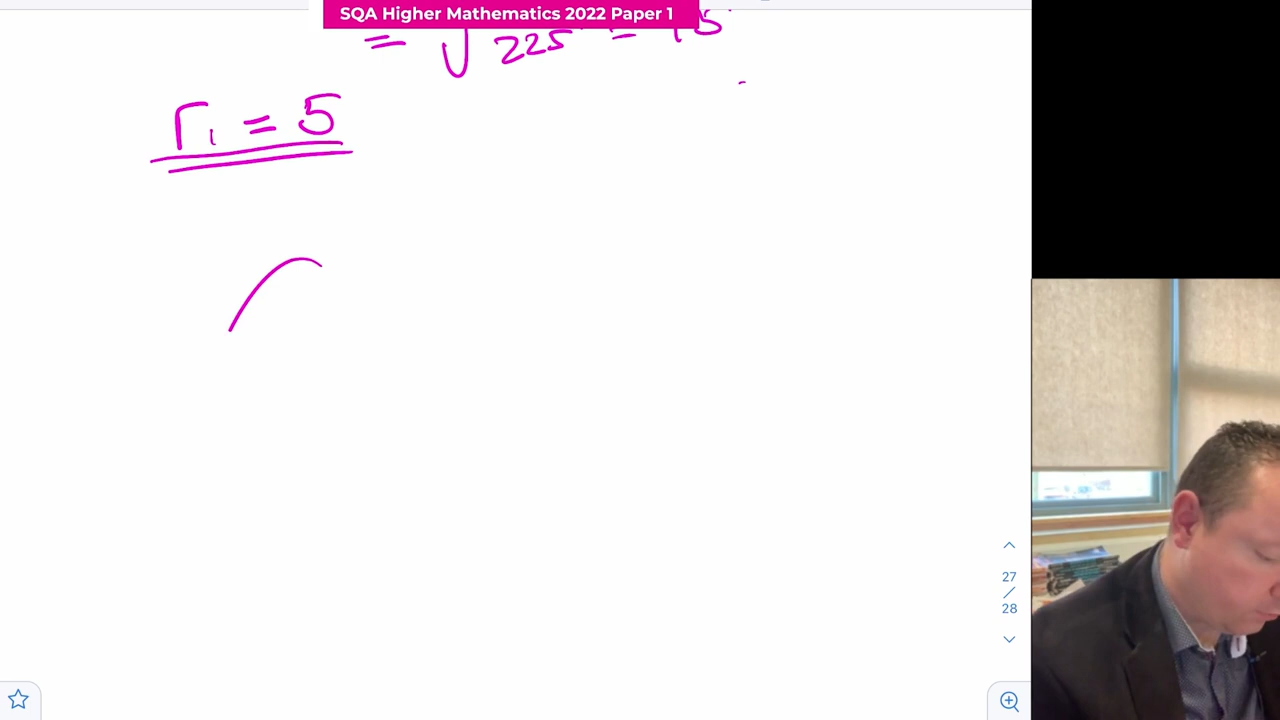 SQA Higher Mathematics 2022 Paper 1
= √225 = 15
r₁ = 5
27
/
28